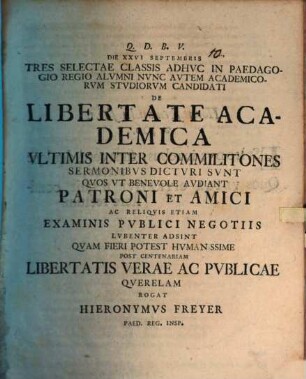 Q. D. B. V.
10.
DIE XXVI SEPTEMBRIS
TRES SELECTAE CLASSIS ADHVC IN PAEDAGO-
GIO REGIO ALVMNI NVNC AVTEM ACADEMICO-
RVM STVDIORVM CANDIDATI
DE
LIBERTATE ACA-
DEMICA
VLTIMIS INTER COMMILITONES
SERMONIBVS DICTVRI SVNT
QVOS VT BENEVOLE AVDIANT
PATRONI ET AMICI
AC RELIQVIS ETIAM
EXAMINIS PVBLICI NEGOTIIS
LVBENTER ADSINT
QVAM FIERI POTEST HVMANISSIME
POST CENTENARIAM
LIBERTATIS VERAE AC PVBLICAE
QVERELAM
ROGAT
HIERONYMVS FREYER
PAED. REG. INSP.